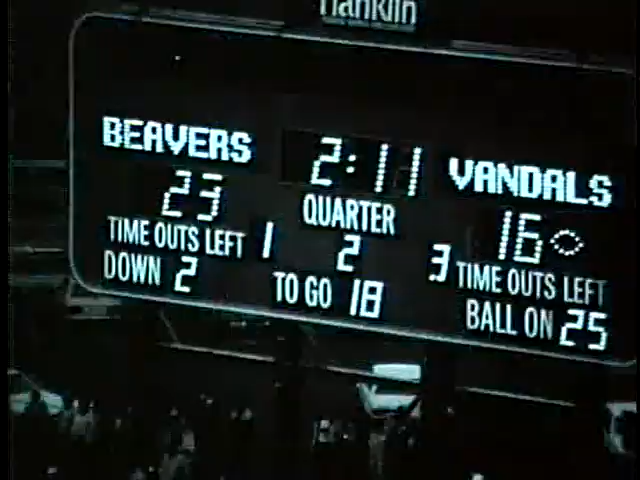 Franklin
BEAVERS 2:11 VANDALS
23 QUARTER 16
TIME OUTS LEFT 1 2 3 TIME OUTS LEFT
DOWN 2 TO GO 18 BALL ON 25